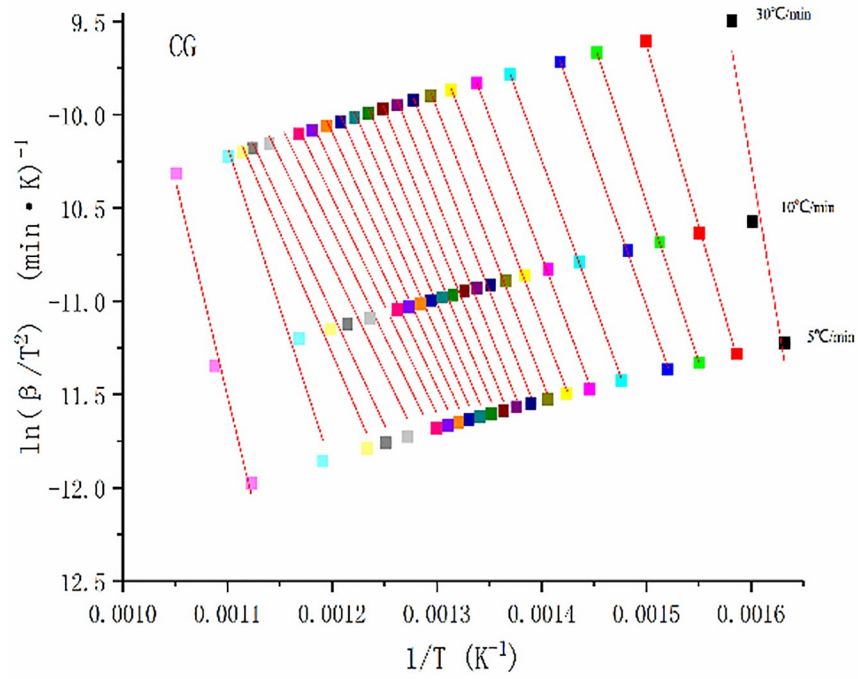 CG
30℃/min
10℃/min
5℃/min
-9.5
-10.0
-10.5
-11.0
-11.5
-12.0
12.5
ln(β/T²) (min·K)⁻¹
0.0010 0.0011 0.0012 0.0013 0.0014 0.0015 0.0016
1/T (K⁻¹)